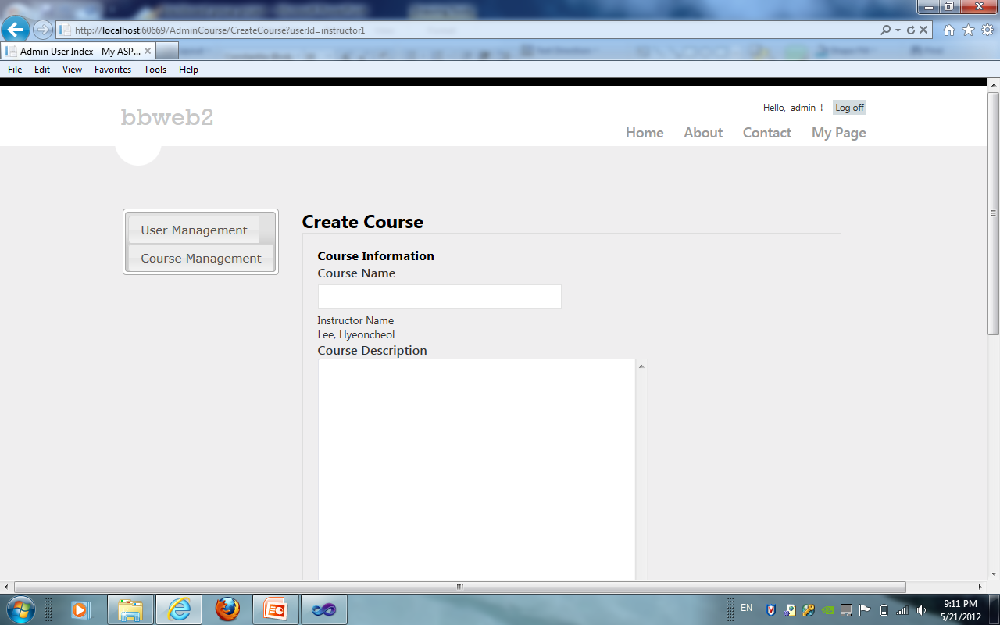 http://localhost:60669/AdminCourse/CreateCourse?userId=instructor1
Admin User Index - My ASP...
File Edit View Favorites Tools Help
bbweb2
Hello, admin ! Log off
Home About Contact My Page
User Management
Course Management
Create Course
Course Information
Course Name
Instructor Name
Lee, Hyeoncheol
Course Description
EN
9:11 PM
5/21/2012